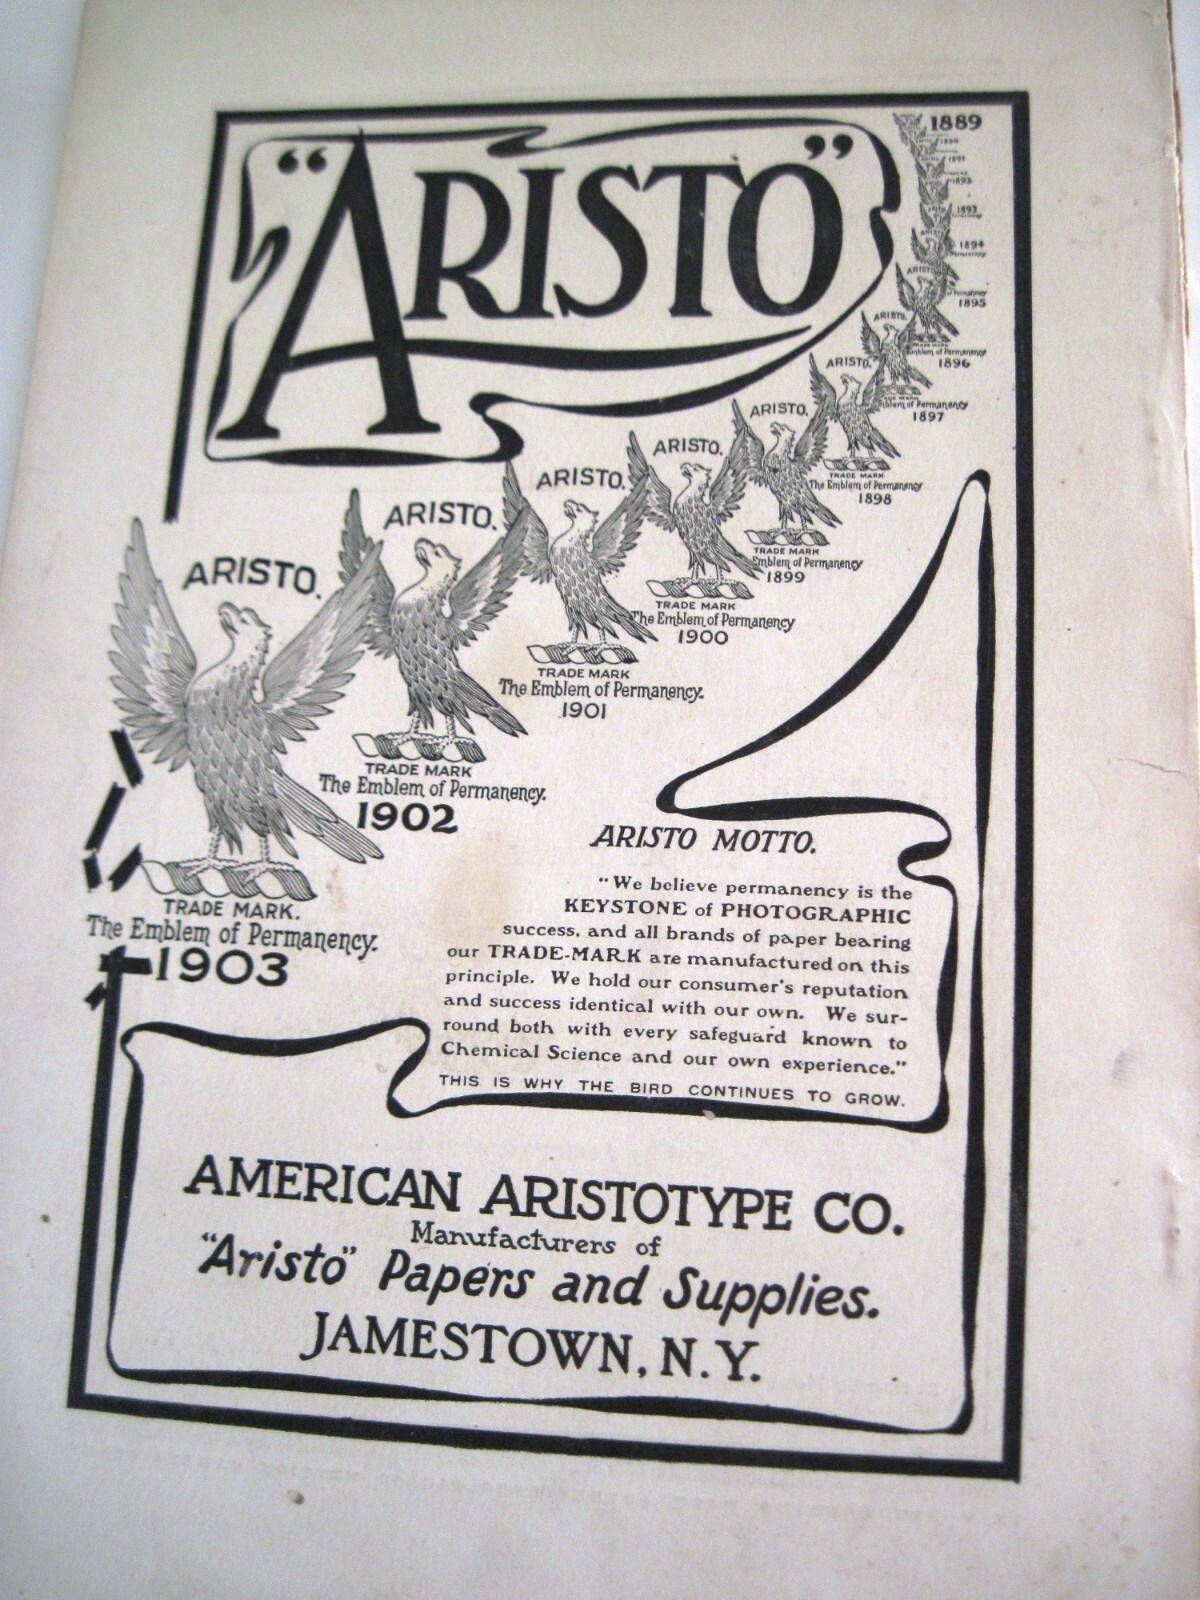 "ARISTO"
1889
1891
1893
1893
1894
ARISTO
1895
ARISTO.
Emblem of Permanency
1896
ARISTO.
Emblem of Permanency
1897
ARISTO.
TRADE MARK
The Emblem of Permanency
1898
ARISTO.
TRADE MARK
Emblem of Permanency
1899
ARISTO.
TRADE MARK
The Emblem of Permanency
1900
ARISTO.
TRADE MARK
The Emblem of Permanency.
1901
ARISTO.
TRADE MARK
The Emblem of Permanency.
1902
ARISTO.
TRADE MARK.
The Emblem of Permanency.
1903
ARISTO MOTTO.
"We believe permanency is the
KEYSTONE of PHOTOGRAPHIC
success, and all brands of paper bearing
our TRADE-MARK are manufactured on this
principle. We hold our consumer's reputation
and success identical with our own. We sur-
round both with every safeguard known to
Chemical Science and our own experience."
THIS IS WHY THE BIRD CONTINUES TO GROW.
AMERICAN ARISTOTYPE CO.
Manufacturers of
"Aristo" Papers and Supplies.
JAMESTOWN, N.Y.